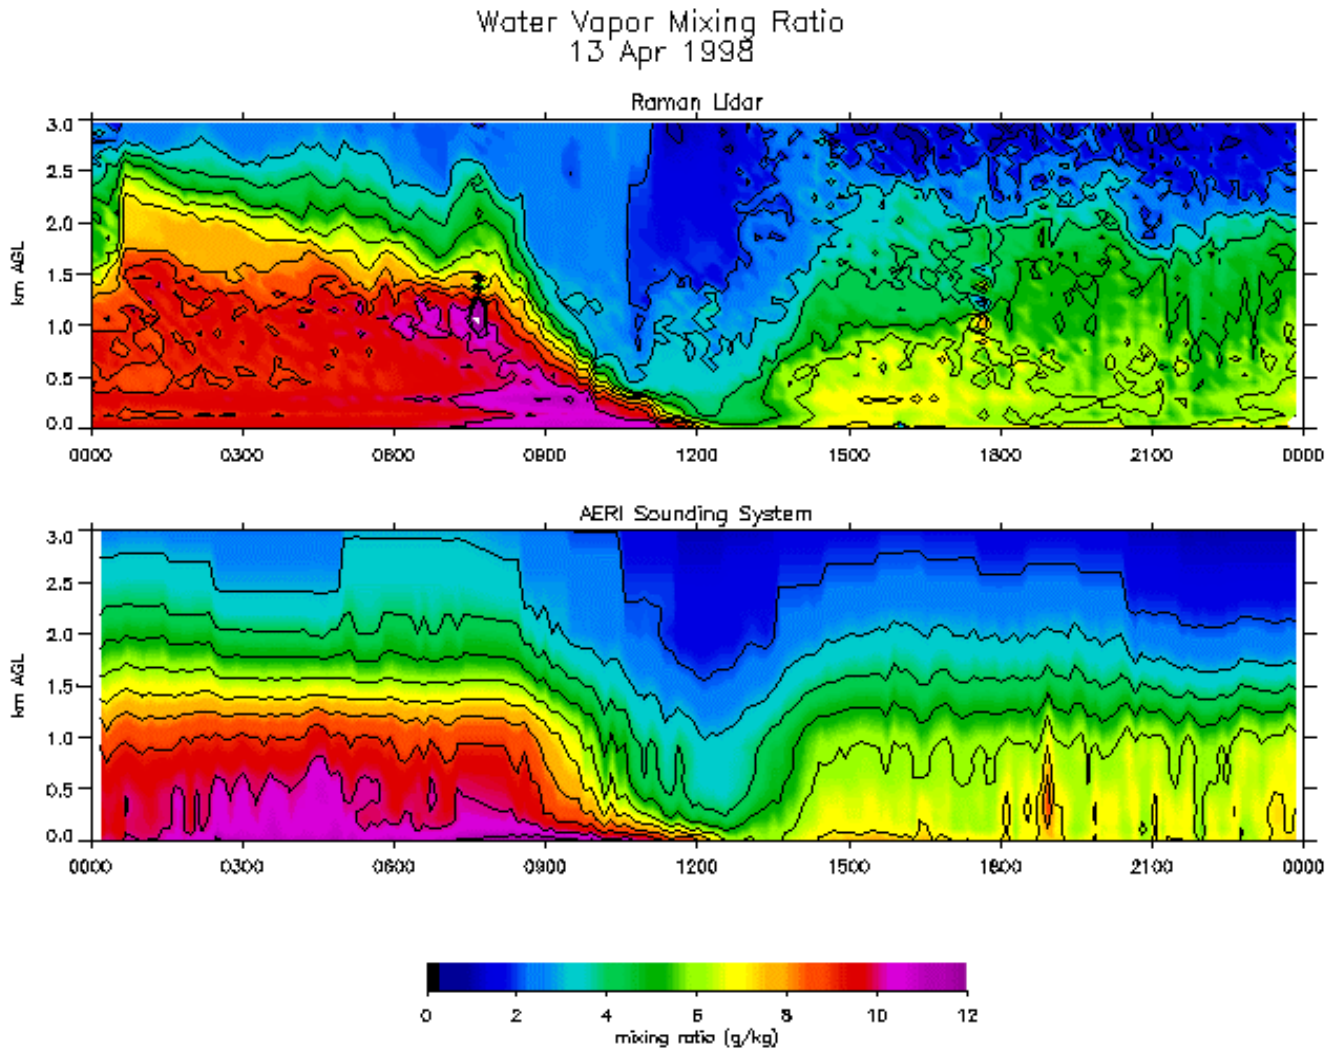 Water Vapor Mixing Ratio
13 Apr 1998
Raman Lidar
3.0
2.5
2.0
1.5
1.0
0.5
0.0
km AGL
0000 0300 0600 0900 1200 1500 1800 2100 0000
AERI Sounding System
3.0
2.5
2.0
1.5
1.0
0.5
0.0
km AGL
0000 0300 0600 0900 1200 1500 1800 2100 0000
0 2 4 6 8 10 12
mixing ratio (g/kg)